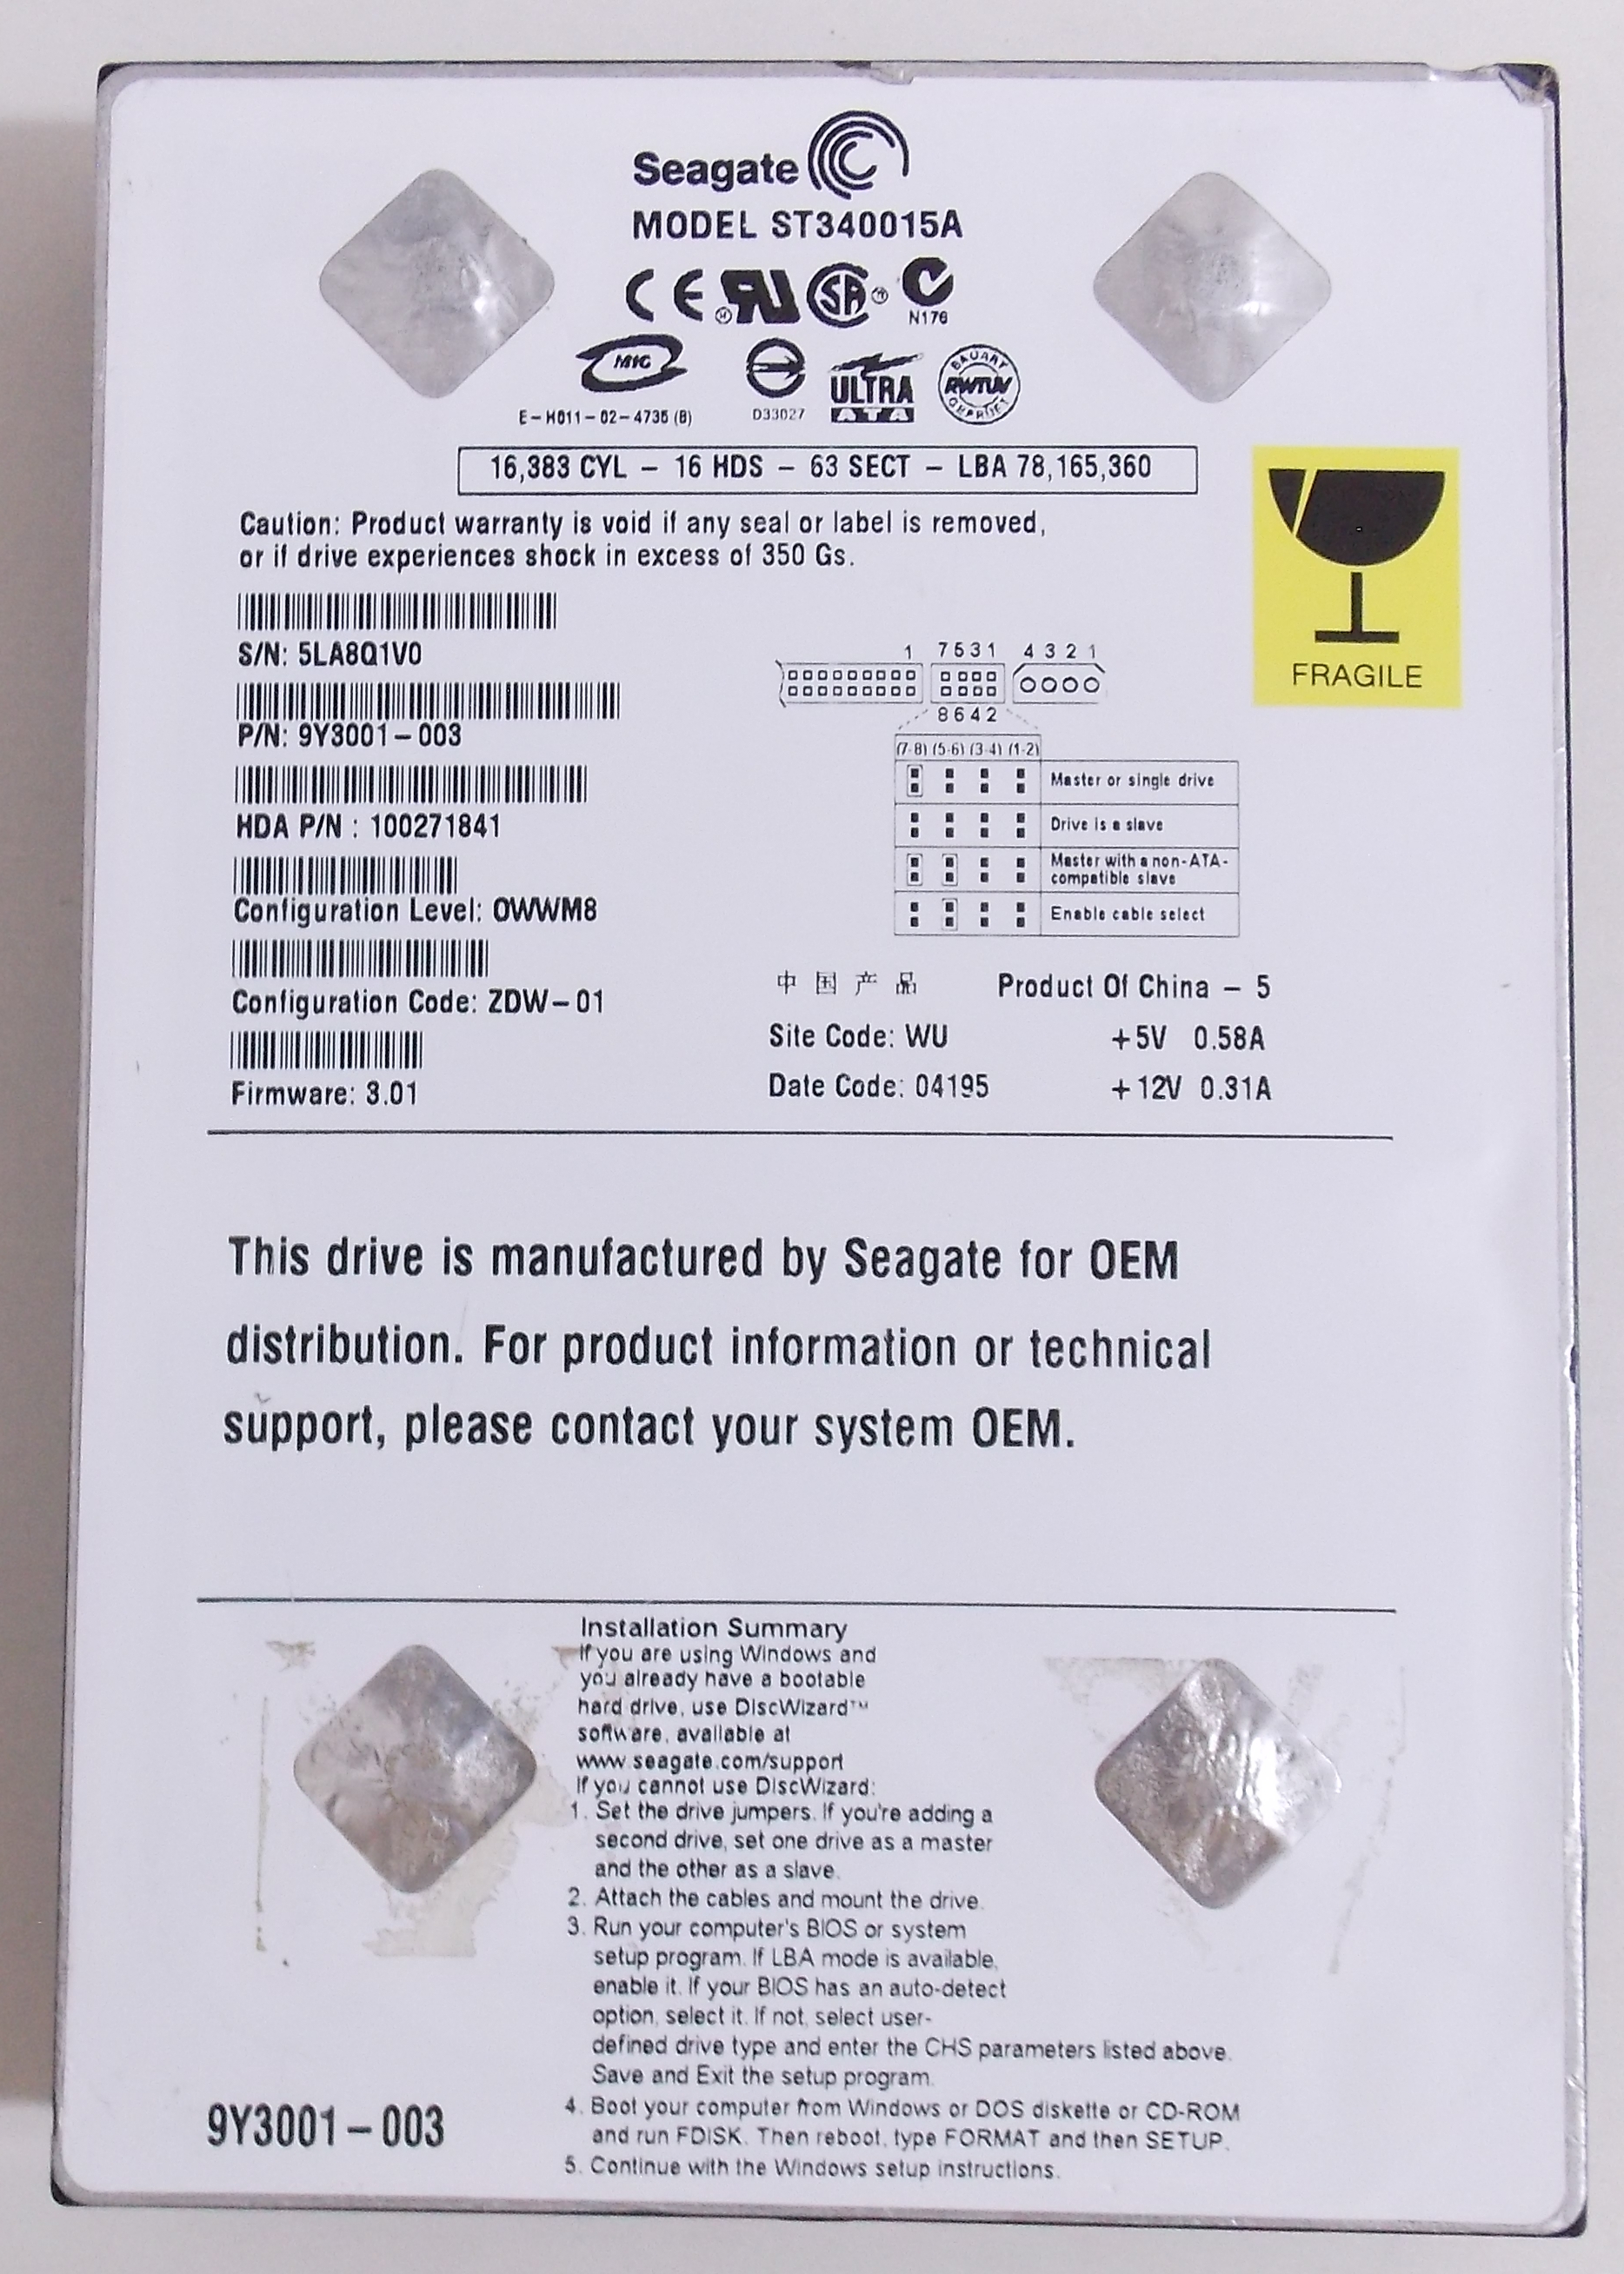 Seagate
MODEL ST340015A
CE RU SA N176
MIC
E-H011-02-4735 (B)
D33027
ULTRA
ATA
BAUART
RWTUV
GEPRUFT
16,383 CYL – 16 HDS – 63 SECT – LBA 78,165,360
Caution: Product warranty is void if any seal or label is removed,
or if drive experiences shock in excess of 350 Gs.
FRAGILE
S/N: 5LA8Q1V0
P/N: 9Y3001-003
HDA P/N : 100271841
Configuration Level: OWWM8
Configuration Code: ZDW-01
Firmware: 3.01
1 7531 4321
8642
(7-8) (5-6) (3-4) (1-2)
Master or single drive
Drive is a slave
Master with a non-ATA-
compatible slave
Enable cable select
中国产品 Product Of China – 5
Site Code: WU +5V 0.58A
Date Code: 04195 +12V 0.31A
This drive is manufactured by Seagate for OEM
distribution. For product information or technical
support, please contact your system OEM.
Installation Summary
If you are using Windows and
you already have a bootable
hard drive, use DiscWizard™
software, available at
www.seagate.com/support
If you cannot use DiscWizard:
1. Set the drive jumpers. If you're adding a
second drive, set one drive as a master
and the other as a slave.
2. Attach the cables and mount the drive.
3. Run your computer's BIOS or system
setup program. If LBA mode is available,
enable it. If your BIOS has an auto-detect
option, select it. If not, select user-
defined drive type and enter the CHS parameters listed above.
Save and Exit the setup program.
4. Boot your computer from Windows or DOS diskette or CD-ROM
and run FDISK. Then reboot, type FORMAT and then SETUP.
5. Continue with the Windows setup instructions.
9Y3001-003